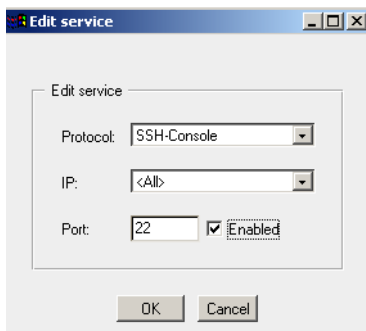 Edit service
Edit service
Protocol: SSH-Console
IP: <All>
Port: 22 Enabled
OK Cancel